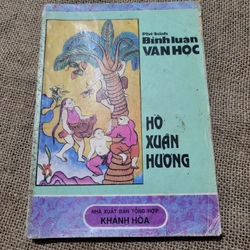 Phê bình
Bình luận
VĂN HỌC
HỒ
XUÂN
HƯƠNG
NHÀ XUẤT BẢN TỔNG HỢP
KHÁNH HÒA